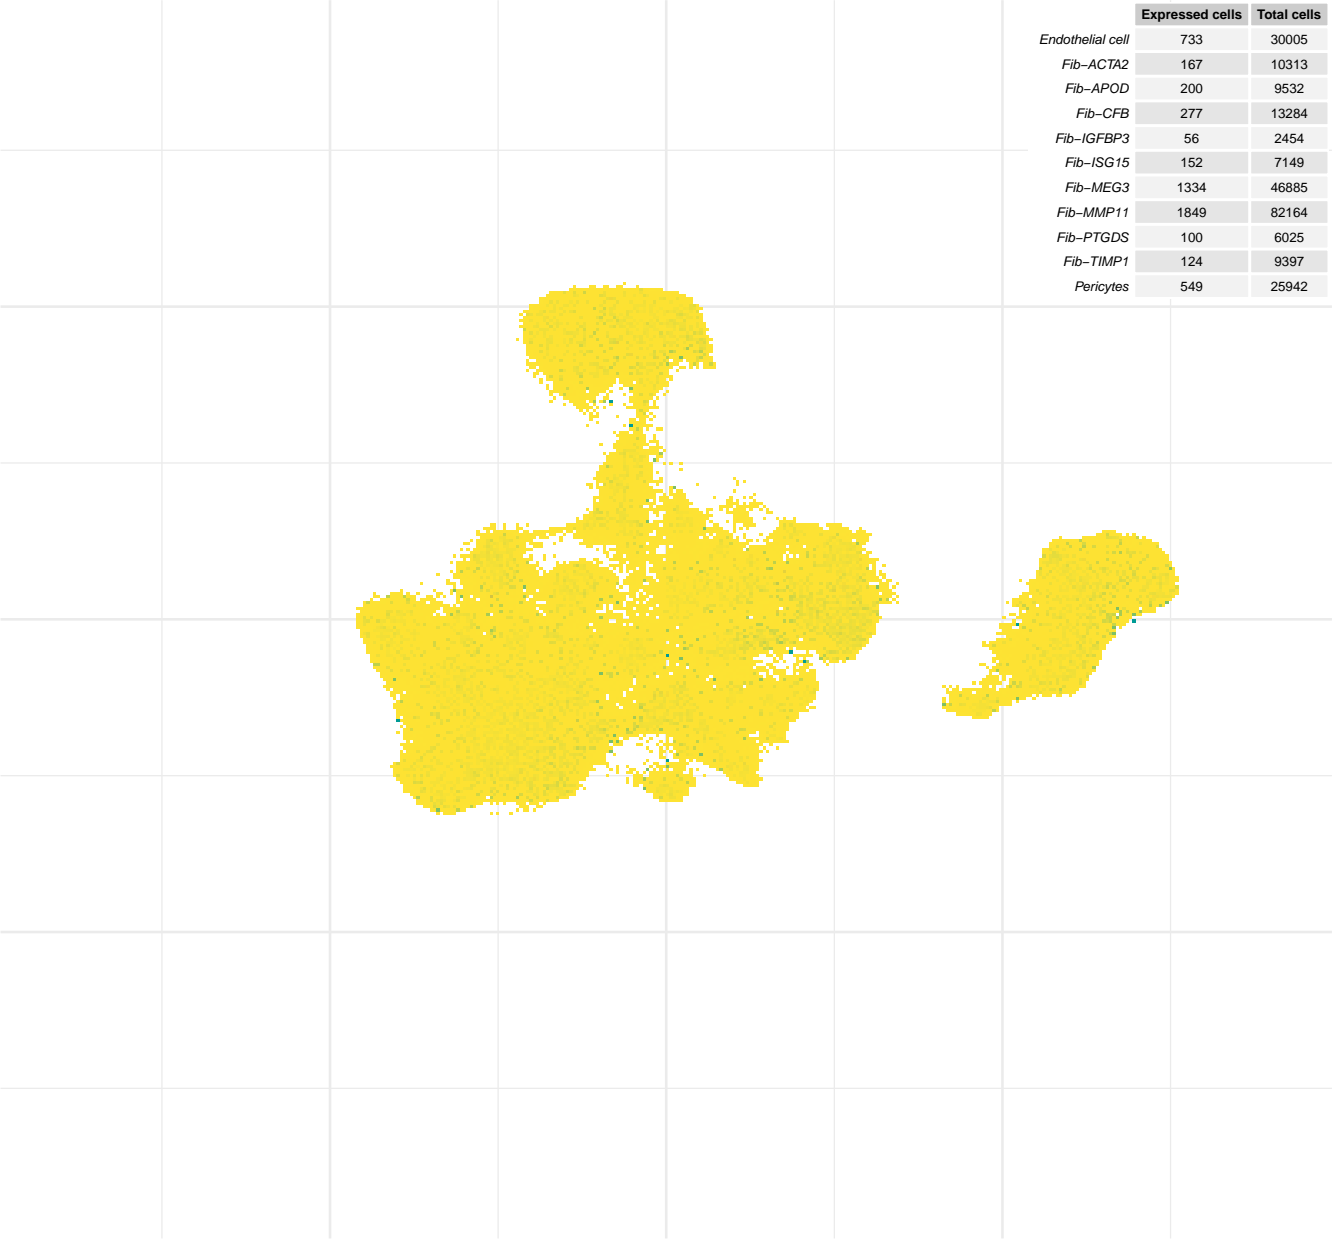 Expressed cells Total cells
Endothelial cell 733 30005
Fib−ACTA2 167 10313
Fib−APOD 200 9532
Fib−CFB 277 13284
Fib−IGFBP3 56 2454
Fib−ISG15 152 7149
Fib−MEG3 1334 46885
Fib−MMP11 1849 82164
Fib−PTGDS 100 6025
Fib−TIMP1 124 9397
Pericytes 549 25942